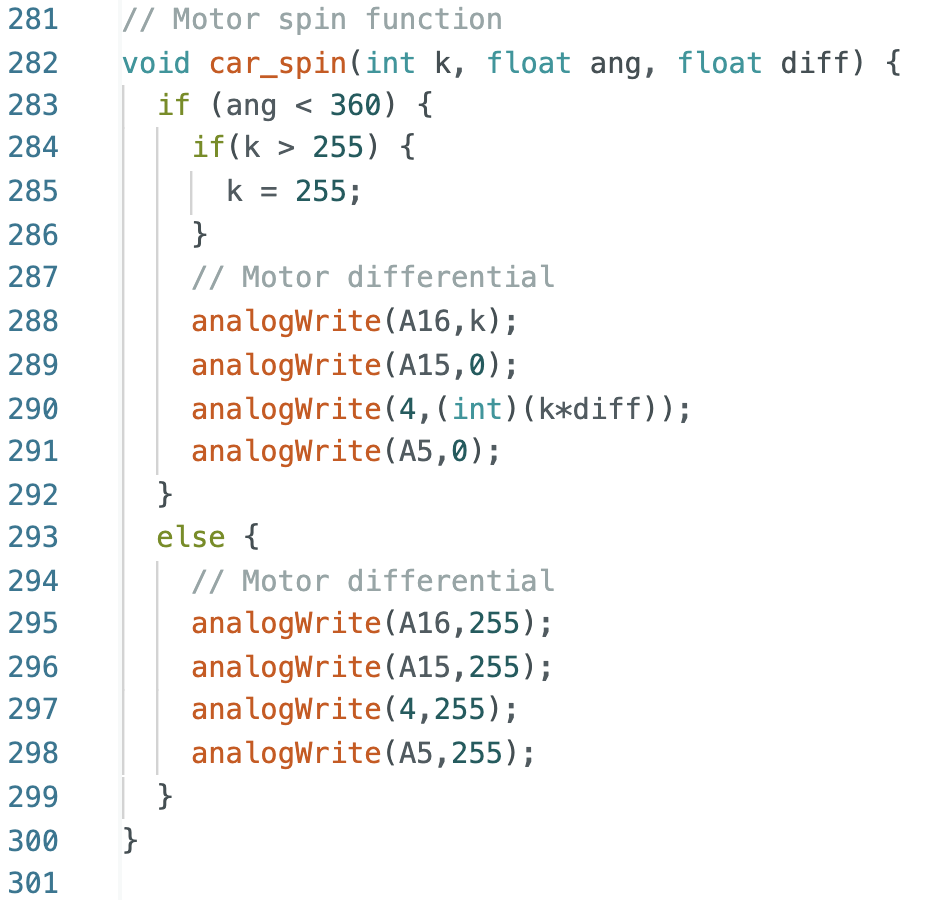 281 // Motor spin function
282 void car_spin(int k, float ang, float diff) {
283   if (ang < 360) {
284     if(k > 255) {
285       k = 255;
286     }
287     // Motor differential
288     analogWrite(A16,k);
289     analogWrite(A15,0);
290     analogWrite(4,(int)(k*diff));
291     analogWrite(A5,0);
292   }
293   else {
294     // Motor differential
295     analogWrite(A16,255);
296     analogWrite(A15,255);
297     analogWrite(4,255);
298     analogWrite(A5,255);
299   }
300 }
301